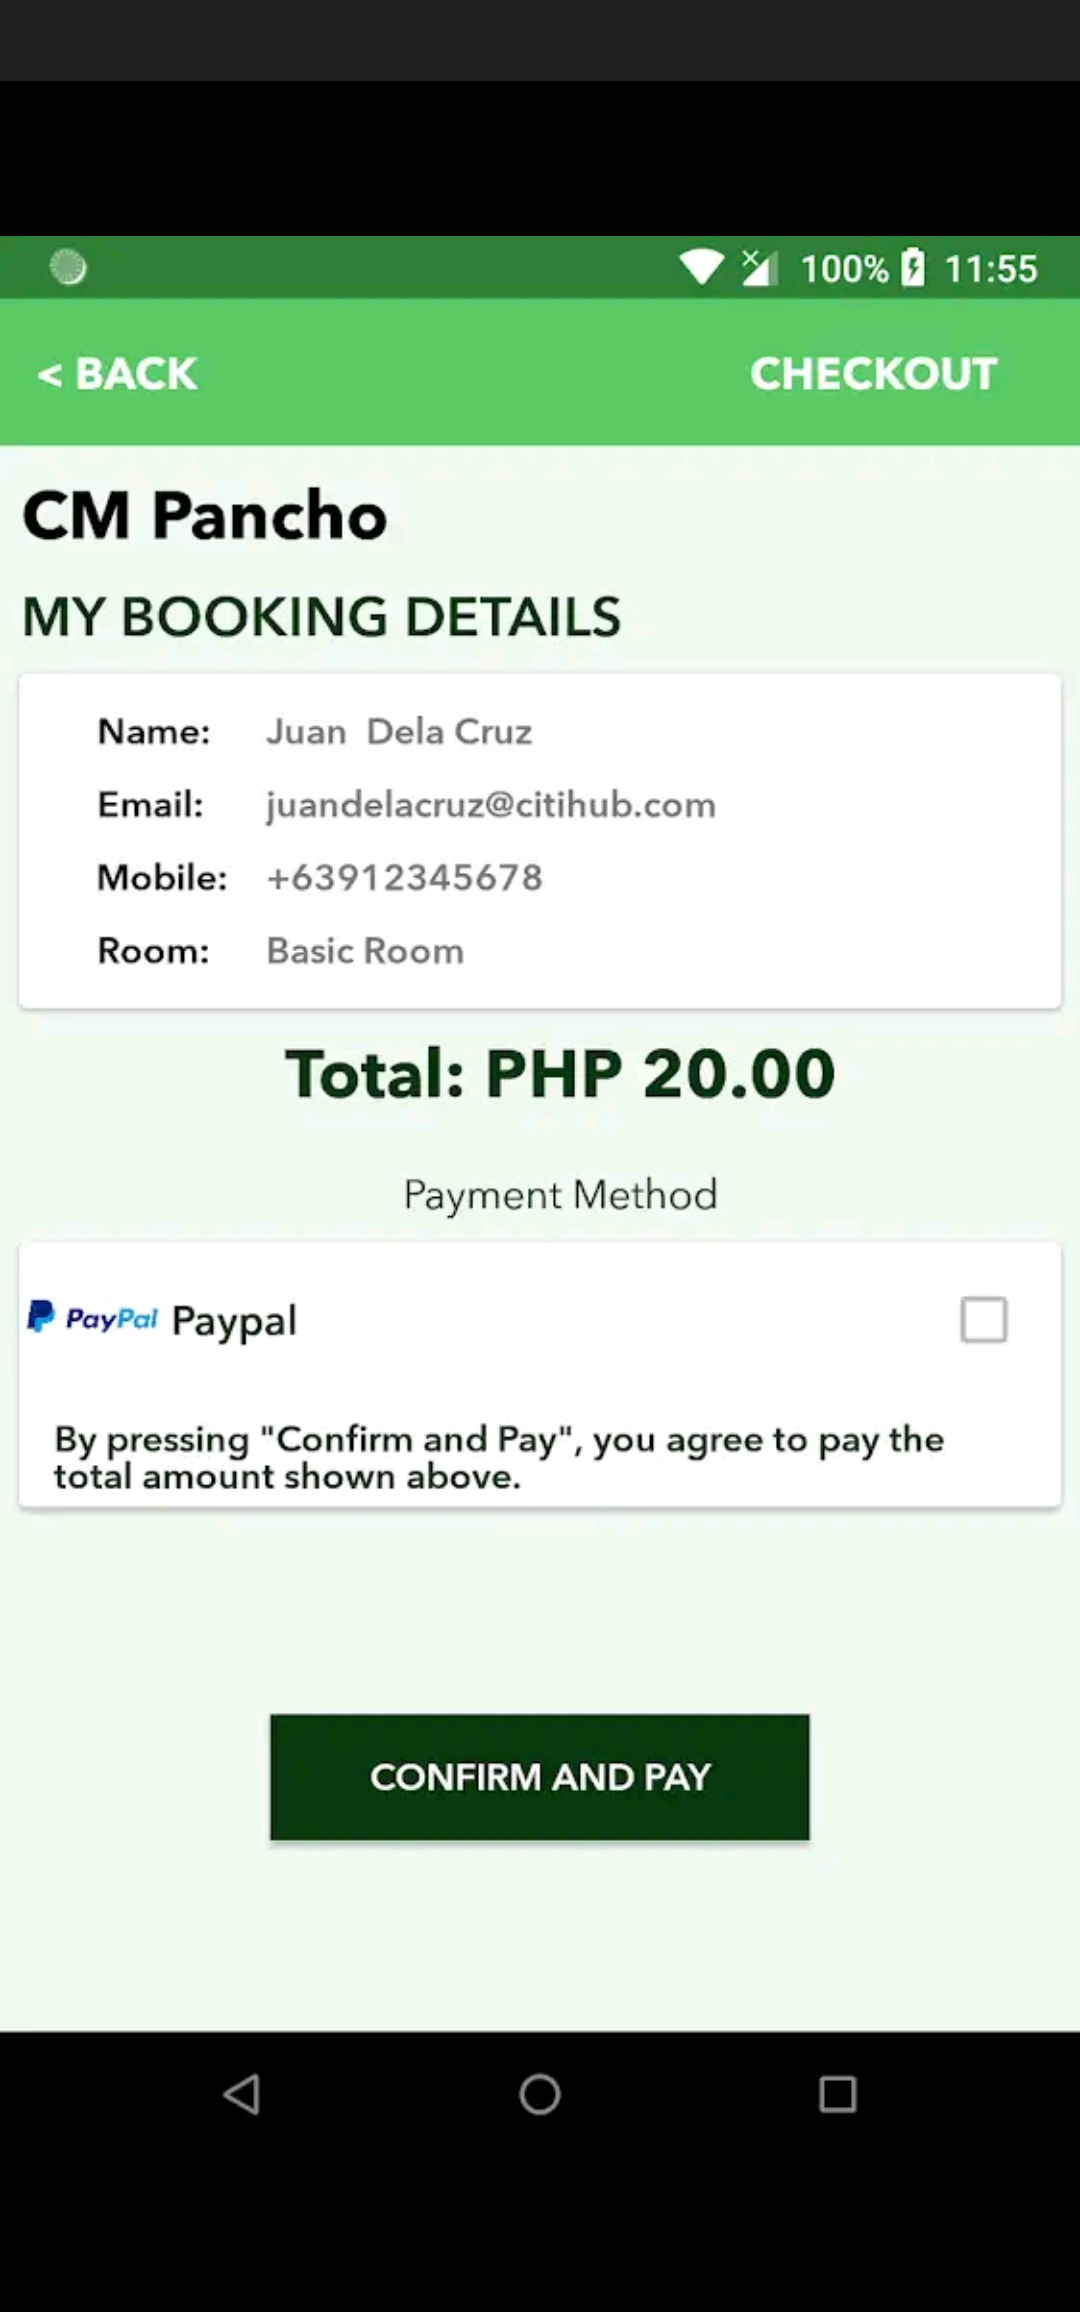 100% 11:55
< BACK CHECKOUT
CM Pancho
MY BOOKING DETAILS
Name: Juan  Dela Cruz
Email: juandelacruz@citihub.com
Mobile: +63912345678
Room: Basic Room
Total: PHP 20.00
Payment Method
PayPal Paypal
By pressing "Confirm and Pay", you agree to pay the
total amount shown above.
CONFIRM AND PAY